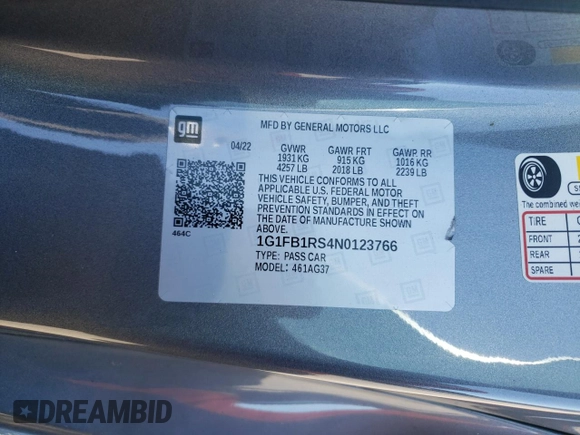 gm
MFD BY GENERAL MOTORS LLC
04/22 GVWR GAWR FRT GAWR RR
1931 KG 915 KG 1016 KG
4257 LB 2018 LB 2239 LB
THIS VEHICLE CONFORMS TO ALL
APPLICABLE U.S. FEDERAL MOTOR
VEHICLE SAFETY, BUMPER, AND THEFT
PREVENTION STANDARDS IN EFFECT ON
THE DATE OF MANUFACTURE SHOWN
ABOVE.
464C
1G1FB1RS4N0123766
TYPE: PASS CAR
MODEL: 461AG37
The combined
TIRE
FRONT
REAR
SPARE
DREAMBID